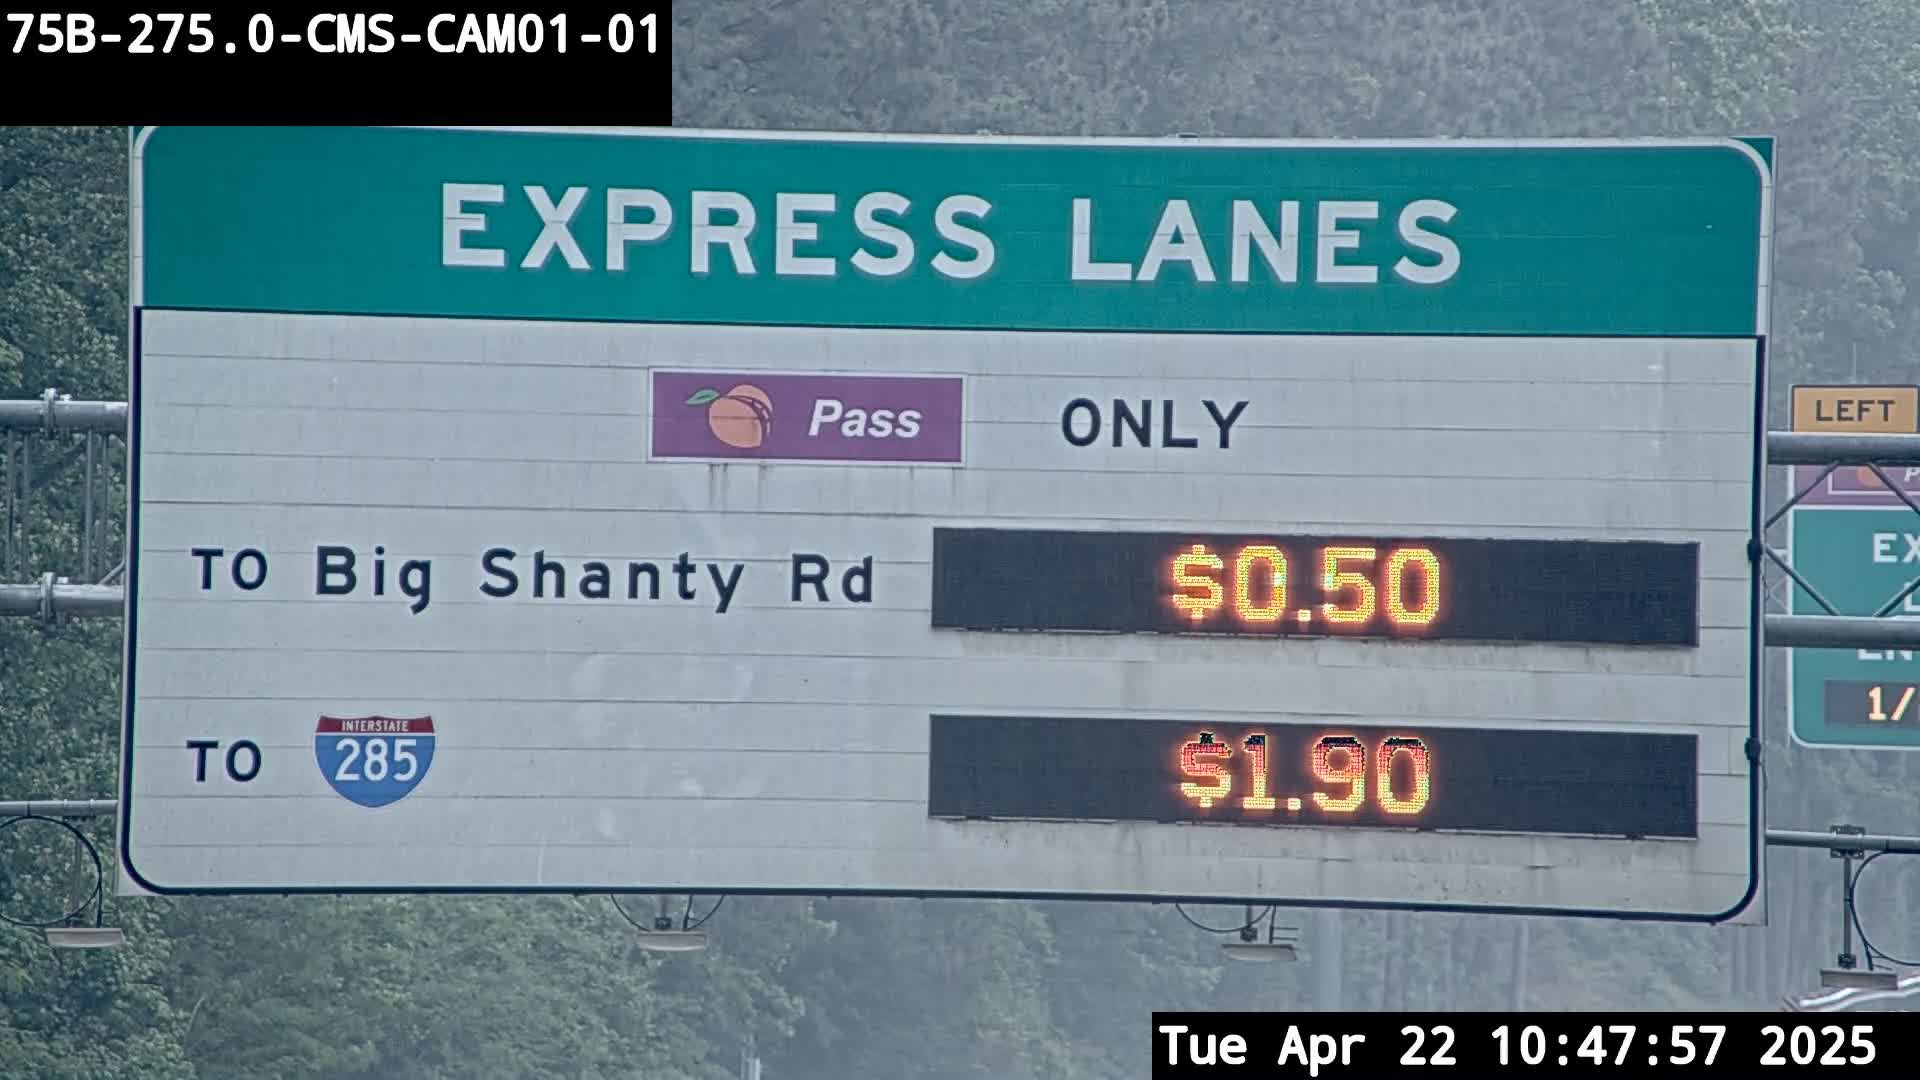 75B-275.0-CMS-CAM01-01
EXPRESS LANES
Pass ONLY
TO Big Shanty Rd $0.50
TO INTERSTATE 285 $1.90
LEFT
1/
Tue Apr 22 10:47:57 2025